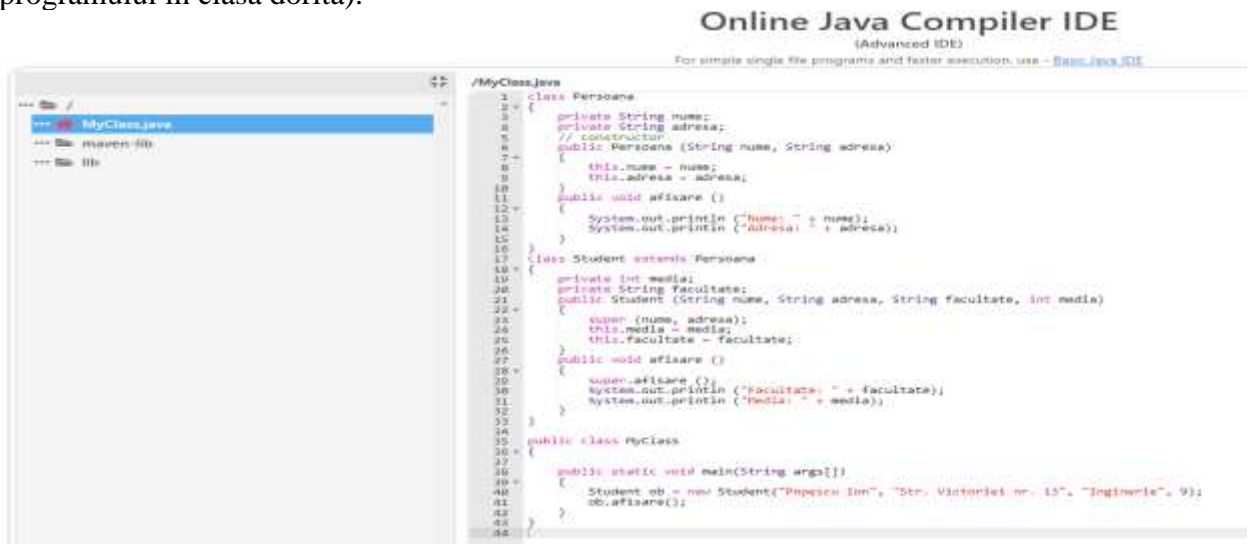 programului în clasa dorită).
Online Java Compiler IDE
(Advanced IDE)
For simple single file programs and faster execution, use - Basic Java IDE
/
MyClass.java
maven-lib
lib
/MyClass.java
1 class Persoana
2 {
3 private String nume;
4 private String adresa;
5 // constructor
6 public Persoana (String nume, String adresa)
7 {
8 this.nume = nume;
9 this.adresa = adresa;
10 }
11 public void afisare ()
12 {
13 System.out.println ("Nume: " + nume);
14 System.out.println ("Adresa: " + adresa);
15 }
16 }
17 class Student extends Persoana
18 {
19 private int media;
20 private String facultate;
21 public Student (String nume, String adresa, String facultate, int media)
22 {
23 super (nume, adresa);
24 this.media = media;
25 this.facultate = facultate;
26 }
27 public void afisare ()
28 {
29 super.afisare ();
30 System.out.println ("Facultate: " + facultate);
31 System.out.println ("Media: " + media);
32 }
33 }
34
35 public class MyClass
36 {
37
38 public static void main(String args[])
39 {
40 Student ob = new Student("Popescu Ion", "Str. Victoriei nr. 13", "Inginerie", 9);
41 ob.afisare();
42 }
43 }
44